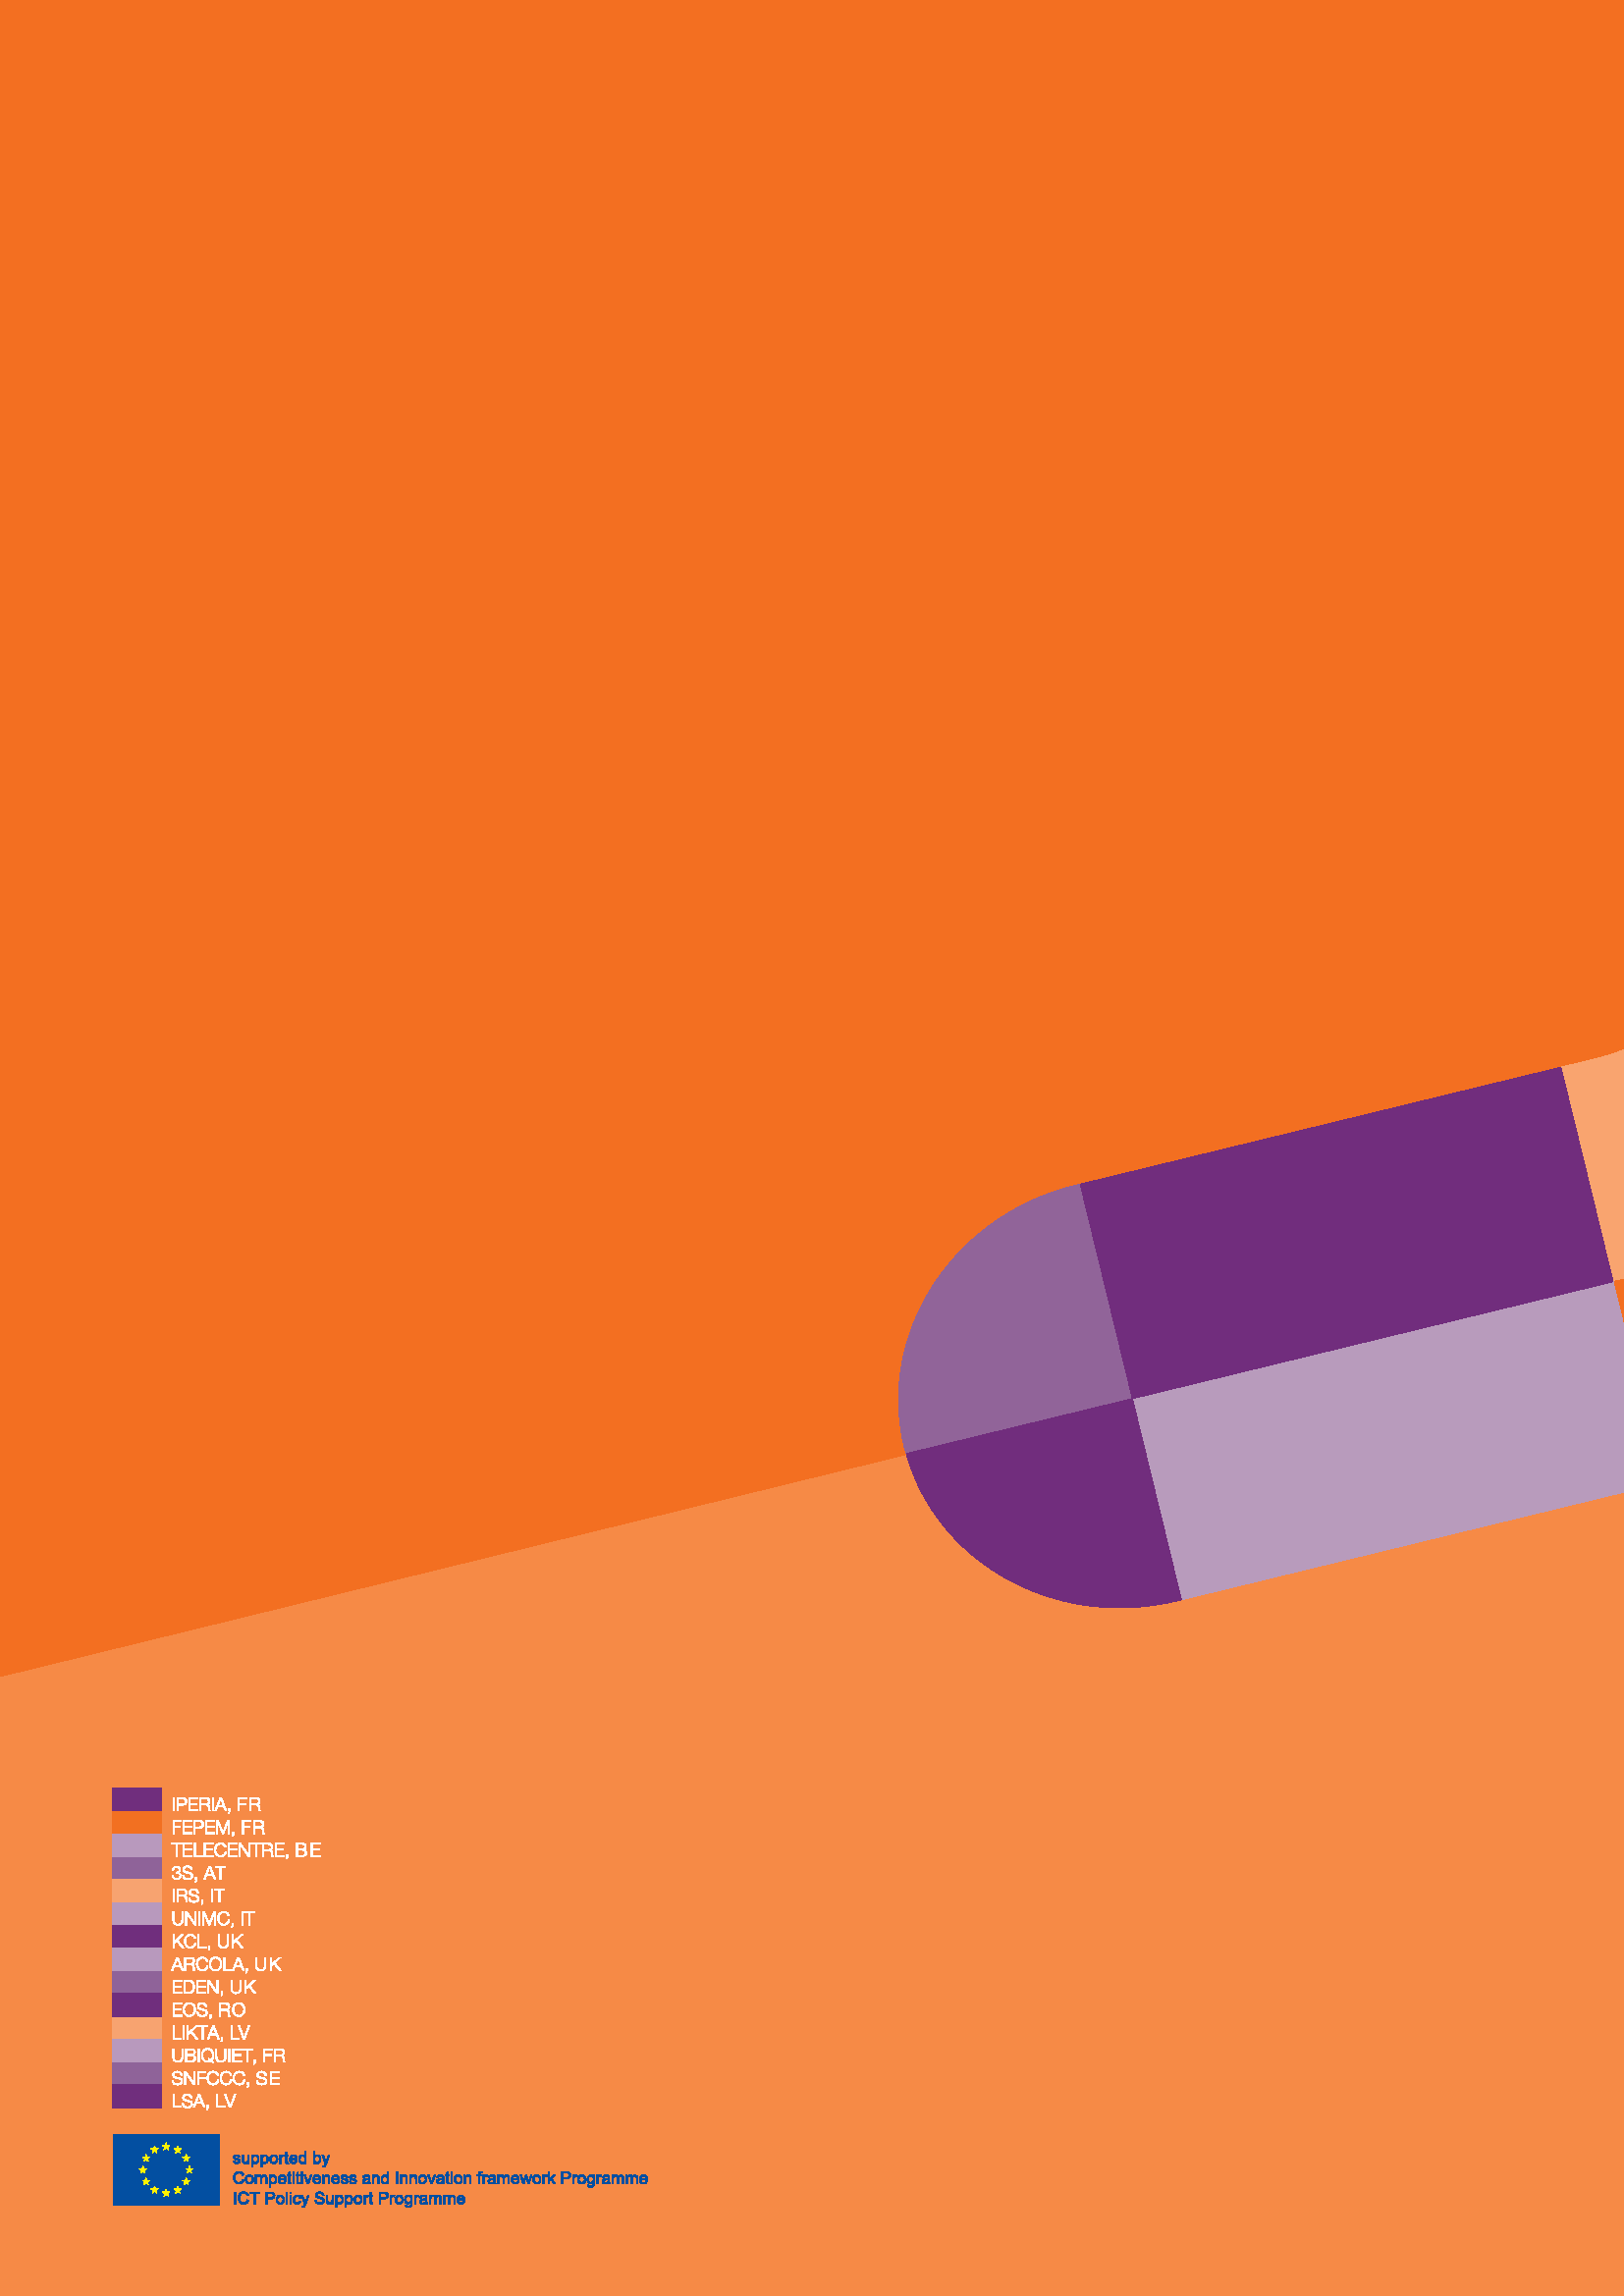 IPERIA, FR
FEPEM, FR
TELECENTRE, BE
3S, AT
IRS, IT
UNIMC, IT
KCL, UK
ARCOLA, UK
EDEN, UK
EOS, RO
LIKTA, LV
UBIQUIET, FR
SNFCCC, SE
LSA, LV
supported by
Competitiveness and Innovation framework Programme
ICT Policy Support Programme